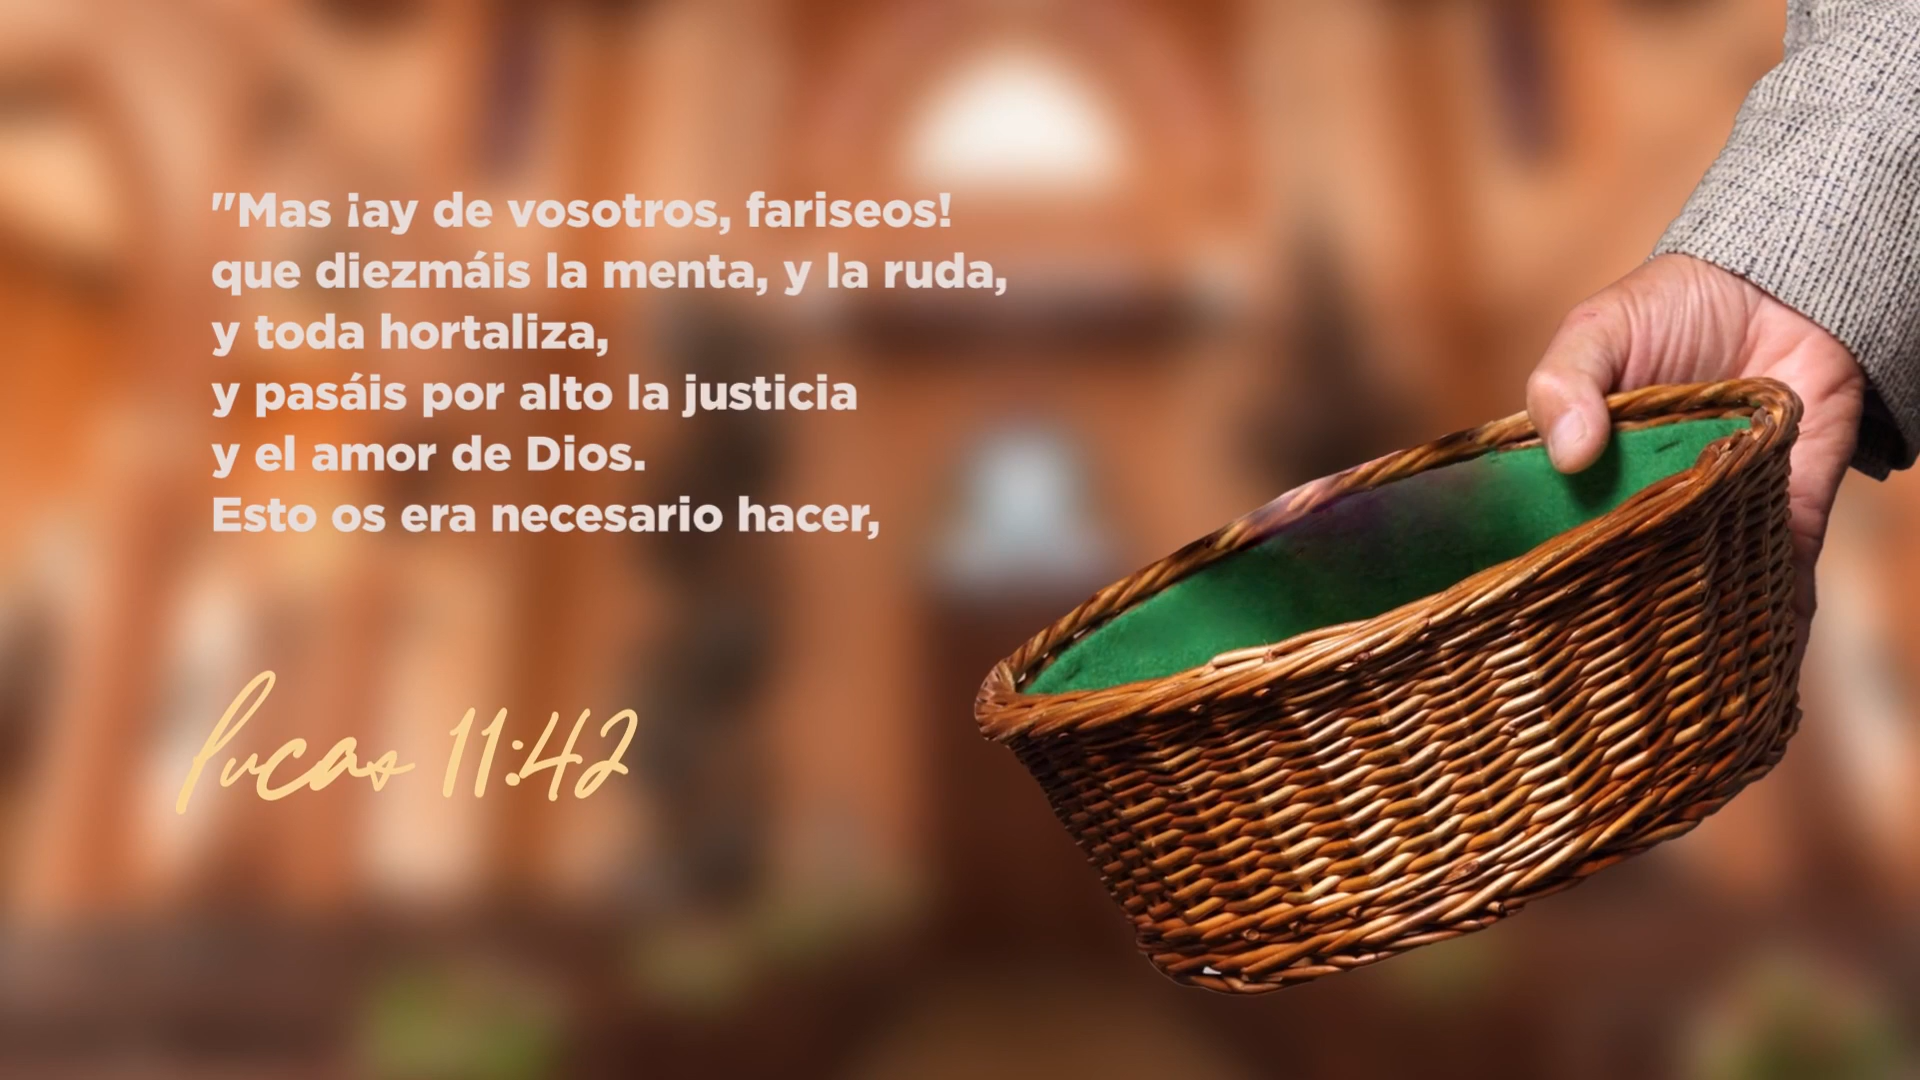 "Mas ¡ay de vosotros, fariseos!
que diezmáis la menta, y la ruda,
y toda hortaliza,
y pasáis por alto la justicia
y el amor de Dios.
Esto os era necesario hacer,
Lucas 11:42